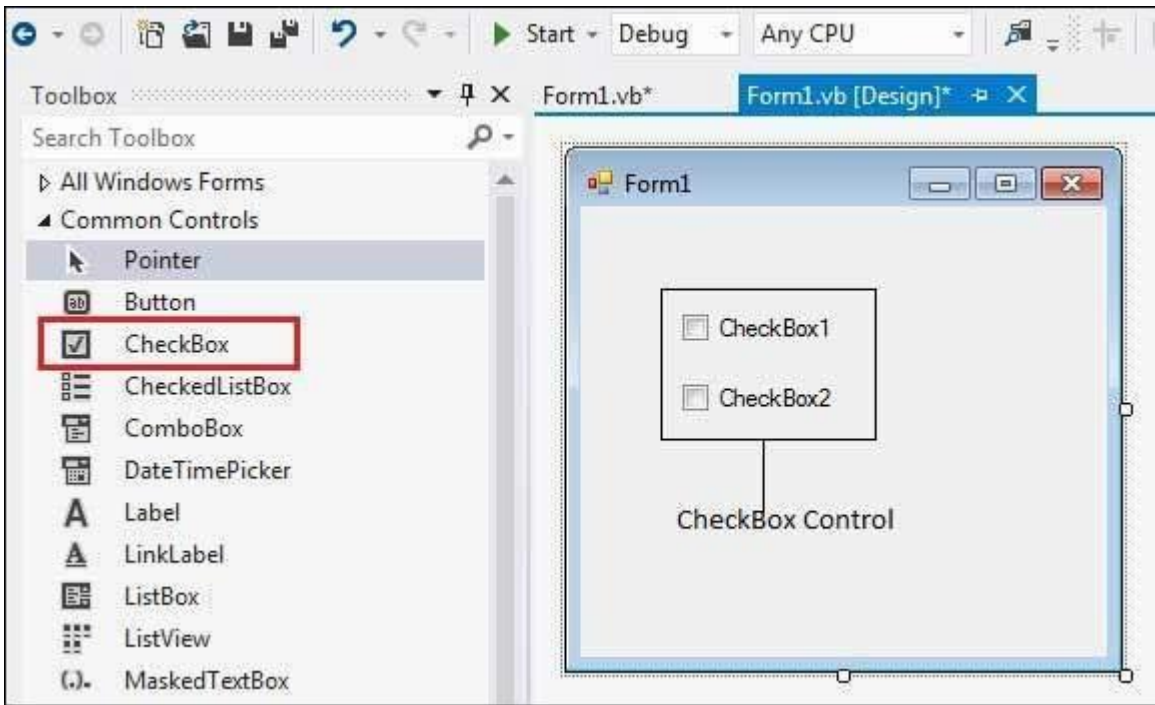 Start Debug Any CPU
Toolbox
Search Toolbox
All Windows Forms
Common Controls
Pointer
Button
CheckBox
CheckedListBox
ComboBox
DateTimePicker
Label
LinkLabel
ListBox
ListView
MaskedTextBox
Form1.vb* Form1.vb [Design]*
Form1
CheckBox1
CheckBox2
CheckBox Control